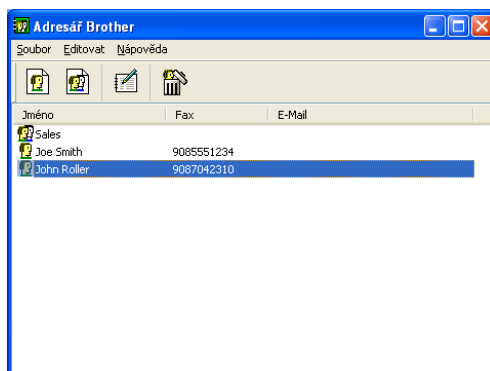 Adresář Brother
Soubor Editovat Nápověda
Jméno Fax E-Mail
Sales
Joe Smith 9085551234
John Roller 9087042310